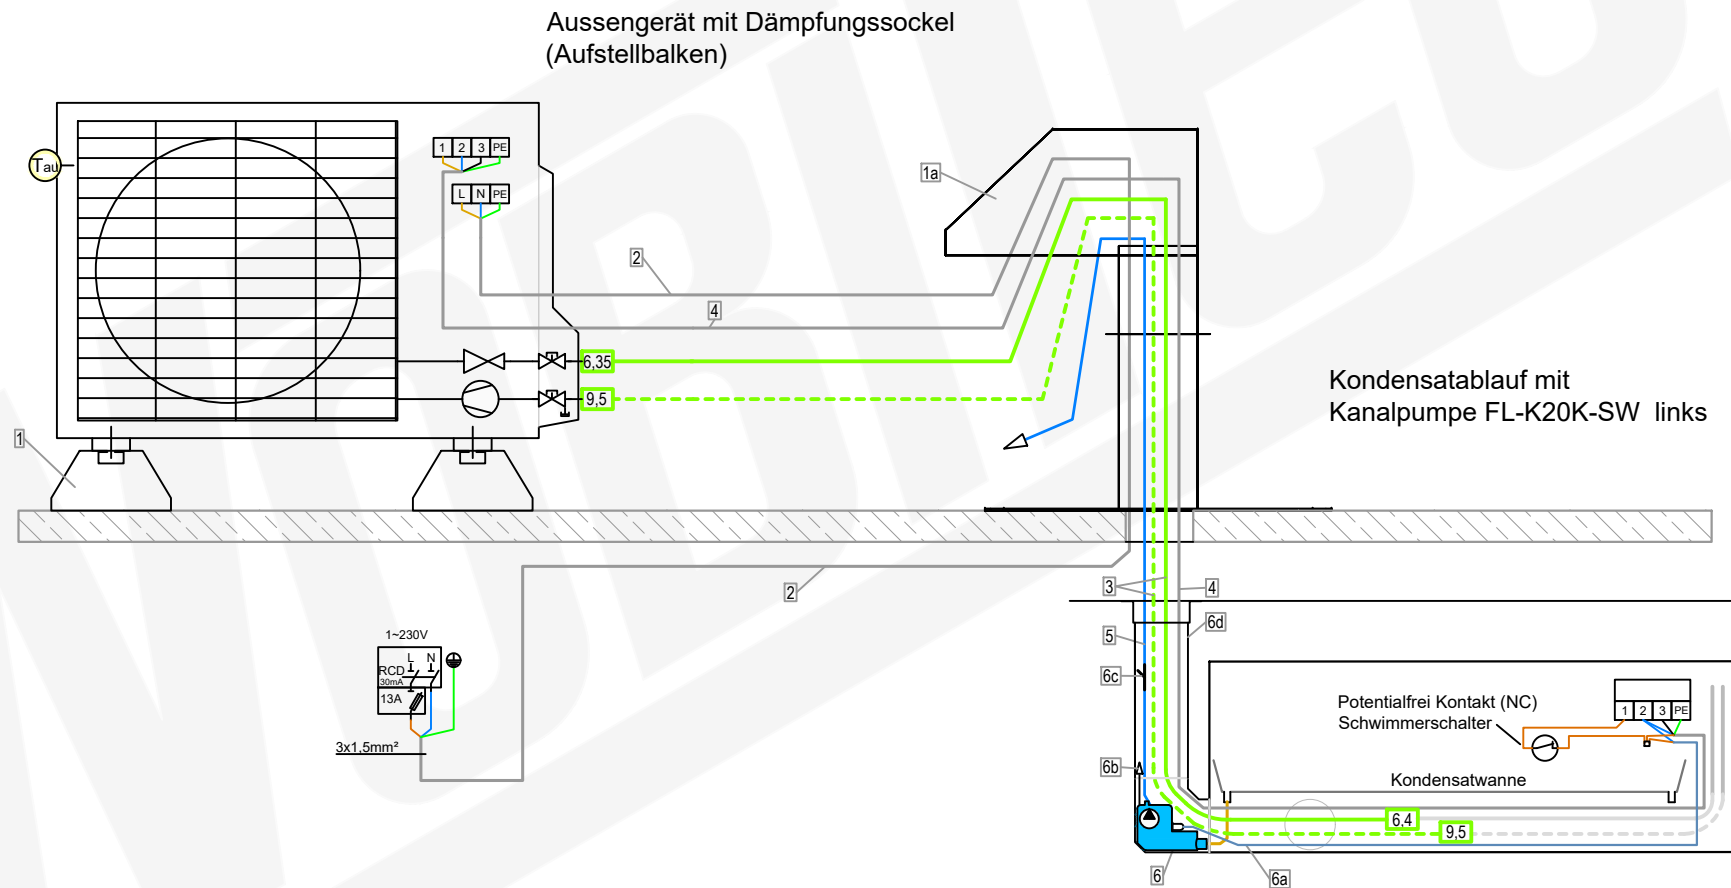 Aussengerät mit Dämpfungssockel
(Aufstellbalken)
Tau
1 2 3 PE
L N PE
1a
2
4
6,35
9,5
Kondensatablauf mit
Kanalpumpe FL-K20K-SW links
1
2
3
4
1~230V
L N
RCD
30mA
13A
3x1,5mm²
5
6d
6c
Potentialfrei Kontakt (NC)
Schwimmerschalter
1 2 3 PE
6b
Kondensatwanne
6,4
9,5
6
6a